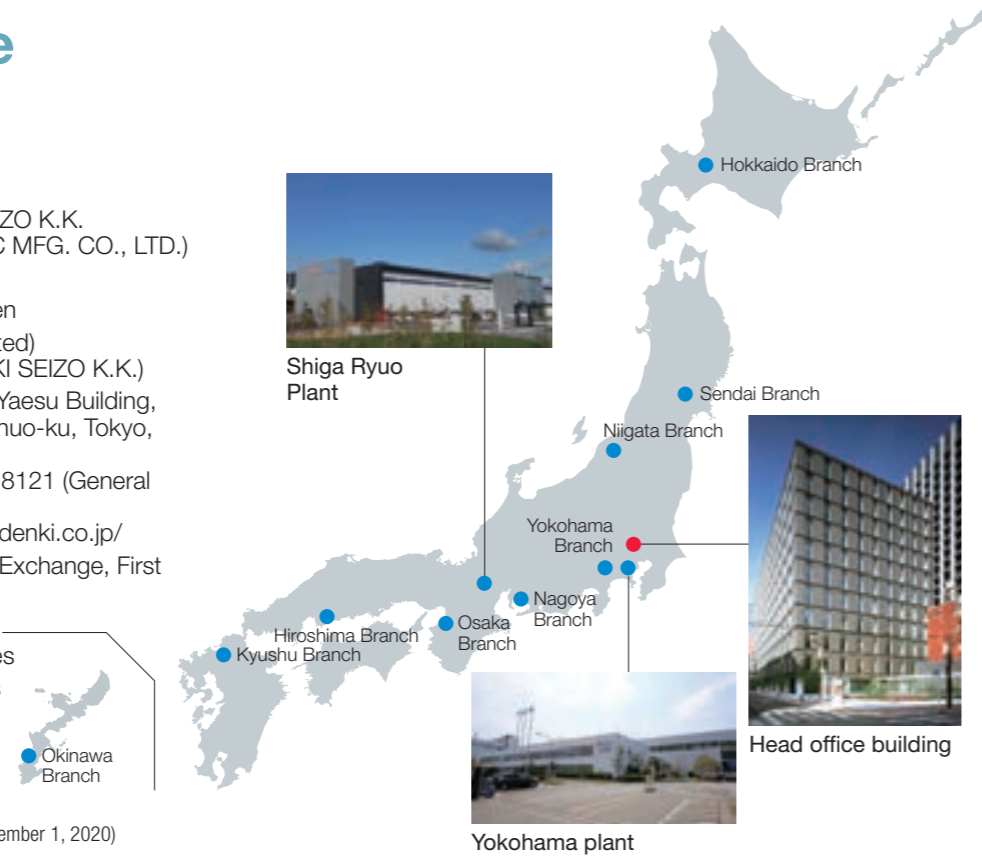 e
ZO K.K.
C MFG. CO., LTD.)
en
ted)
KI SEIZO K.K.)
Yaesu Building,
huo-ku, Tokyo,
8121 (General
denki.co.jp/
Exchange, First
es
Okinawa
Branch
ember 1, 2020)
Hokkaido Branch
Shiga Ryuo
Plant
Sendai Branch
Niigata Branch
Yokohama
Branch
Nagoya
Branch
Osaka
Branch
Hiroshima Branch
Kyushu Branch
Head office building
Yokohama plant